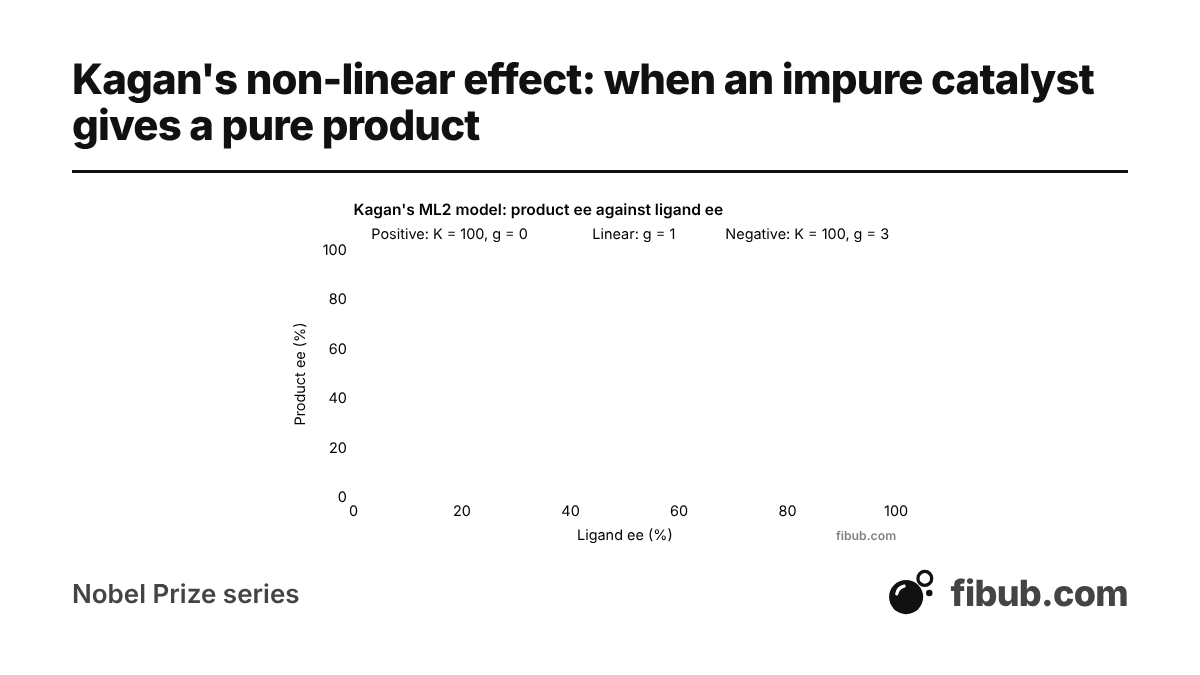 Kagan's non-linear effect: when an impure catalyst
gives a pure product
Kagan's ML2 model: product ee against ligand ee
Positive: K = 100, g = 0 Linear: g = 1 Negative: K = 100, g = 3
100
80
60
40
20
0
Product ee (%)
0 20 40 60 80 100
Ligand ee (%)
fibub.com
Nobel Prize series
fibub.com